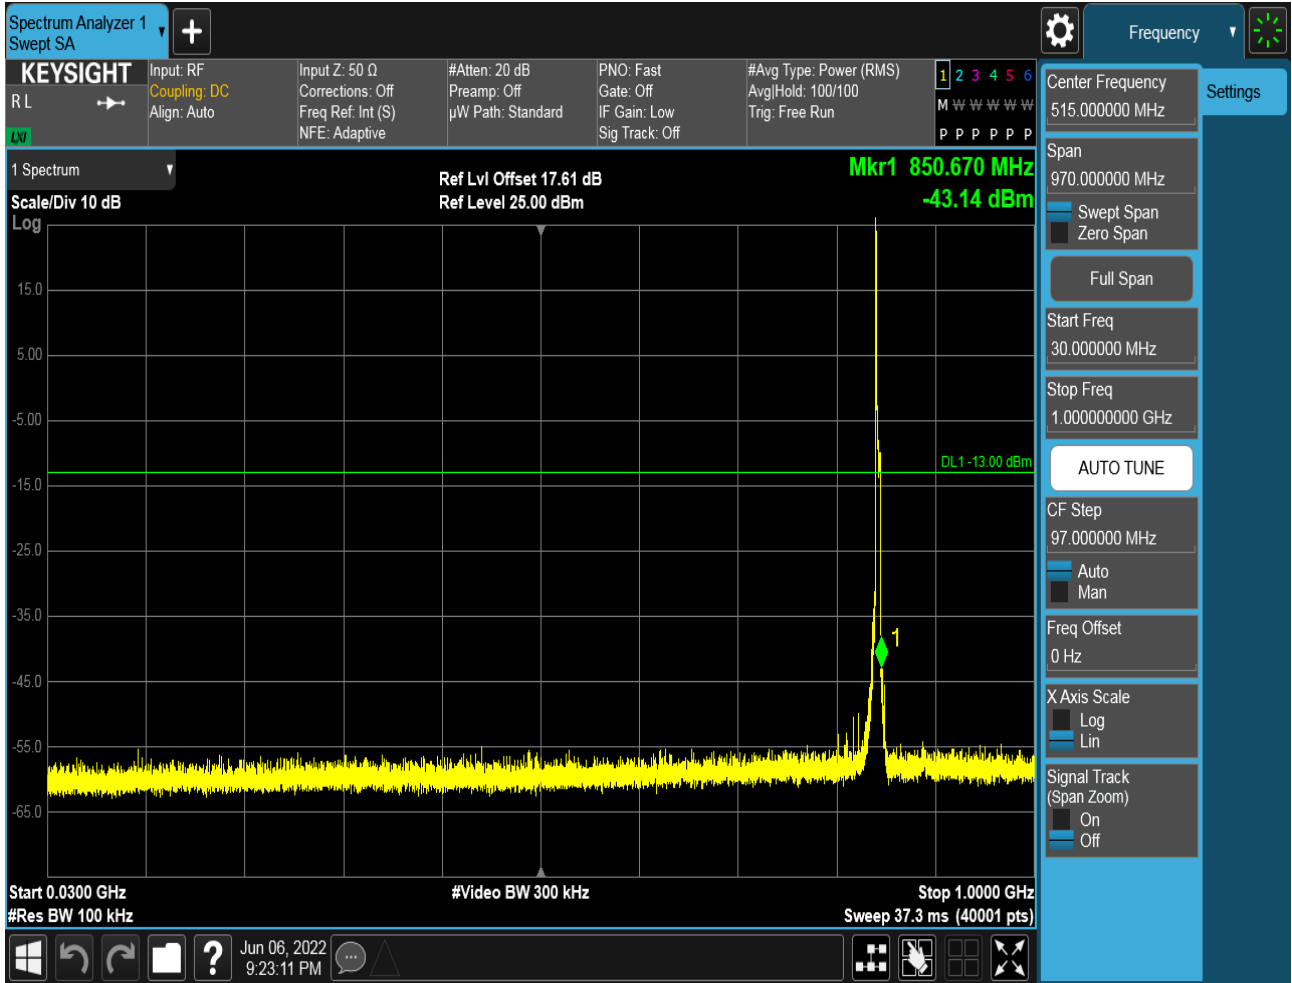 Spectrum Analyzer 1
Swept SA
Frequency
KEYSIGHT
R L
LXI
Input: RF
Coupling: DC
Align: Auto
Input Z: 50 Ω
Corrections: Off
Freq Ref: Int (S)
NFE: Adaptive
#Atten: 20 dB
Preamp: Off
µW Path: Standard
PNO: Fast
Gate: Off
IF Gain: Low
Sig Track: Off
#Avg Type: Power (RMS)
Avg|Hold: 100/100
Trig: Free Run
1 2 3 4 5 6
M W W W W W
P P P P P P
1 Spectrum
Scale/Div 10 dB
Log
Ref Lvl Offset 17.61 dB
Ref Level 25.00 dBm
Mkr1 850.670 MHz
-43.14 dBm
15.0
5.00
-5.00
DL1 -13.00 dBm
-15.0
-25.0
-35.0
1
-45.0
-55.0
-65.0
Start 0.0300 GHz
#Res BW 100 kHz
#Video BW 300 kHz
Stop 1.0000 GHz
Sweep 37.3 ms (40001 pts)
Center Frequency
515.000000 MHz
Settings
Span
970.000000 MHz
Swept Span
Zero Span
Full Span
Start Freq
30.000000 MHz
Stop Freq
1.000000000 GHz
AUTO TUNE
CF Step
97.000000 MHz
Auto
Man
Freq Offset
0 Hz
X Axis Scale
Log
Lin
Signal Track
(Span Zoom)
On
Off
?
Jun 06, 2022
9:23:11 PM